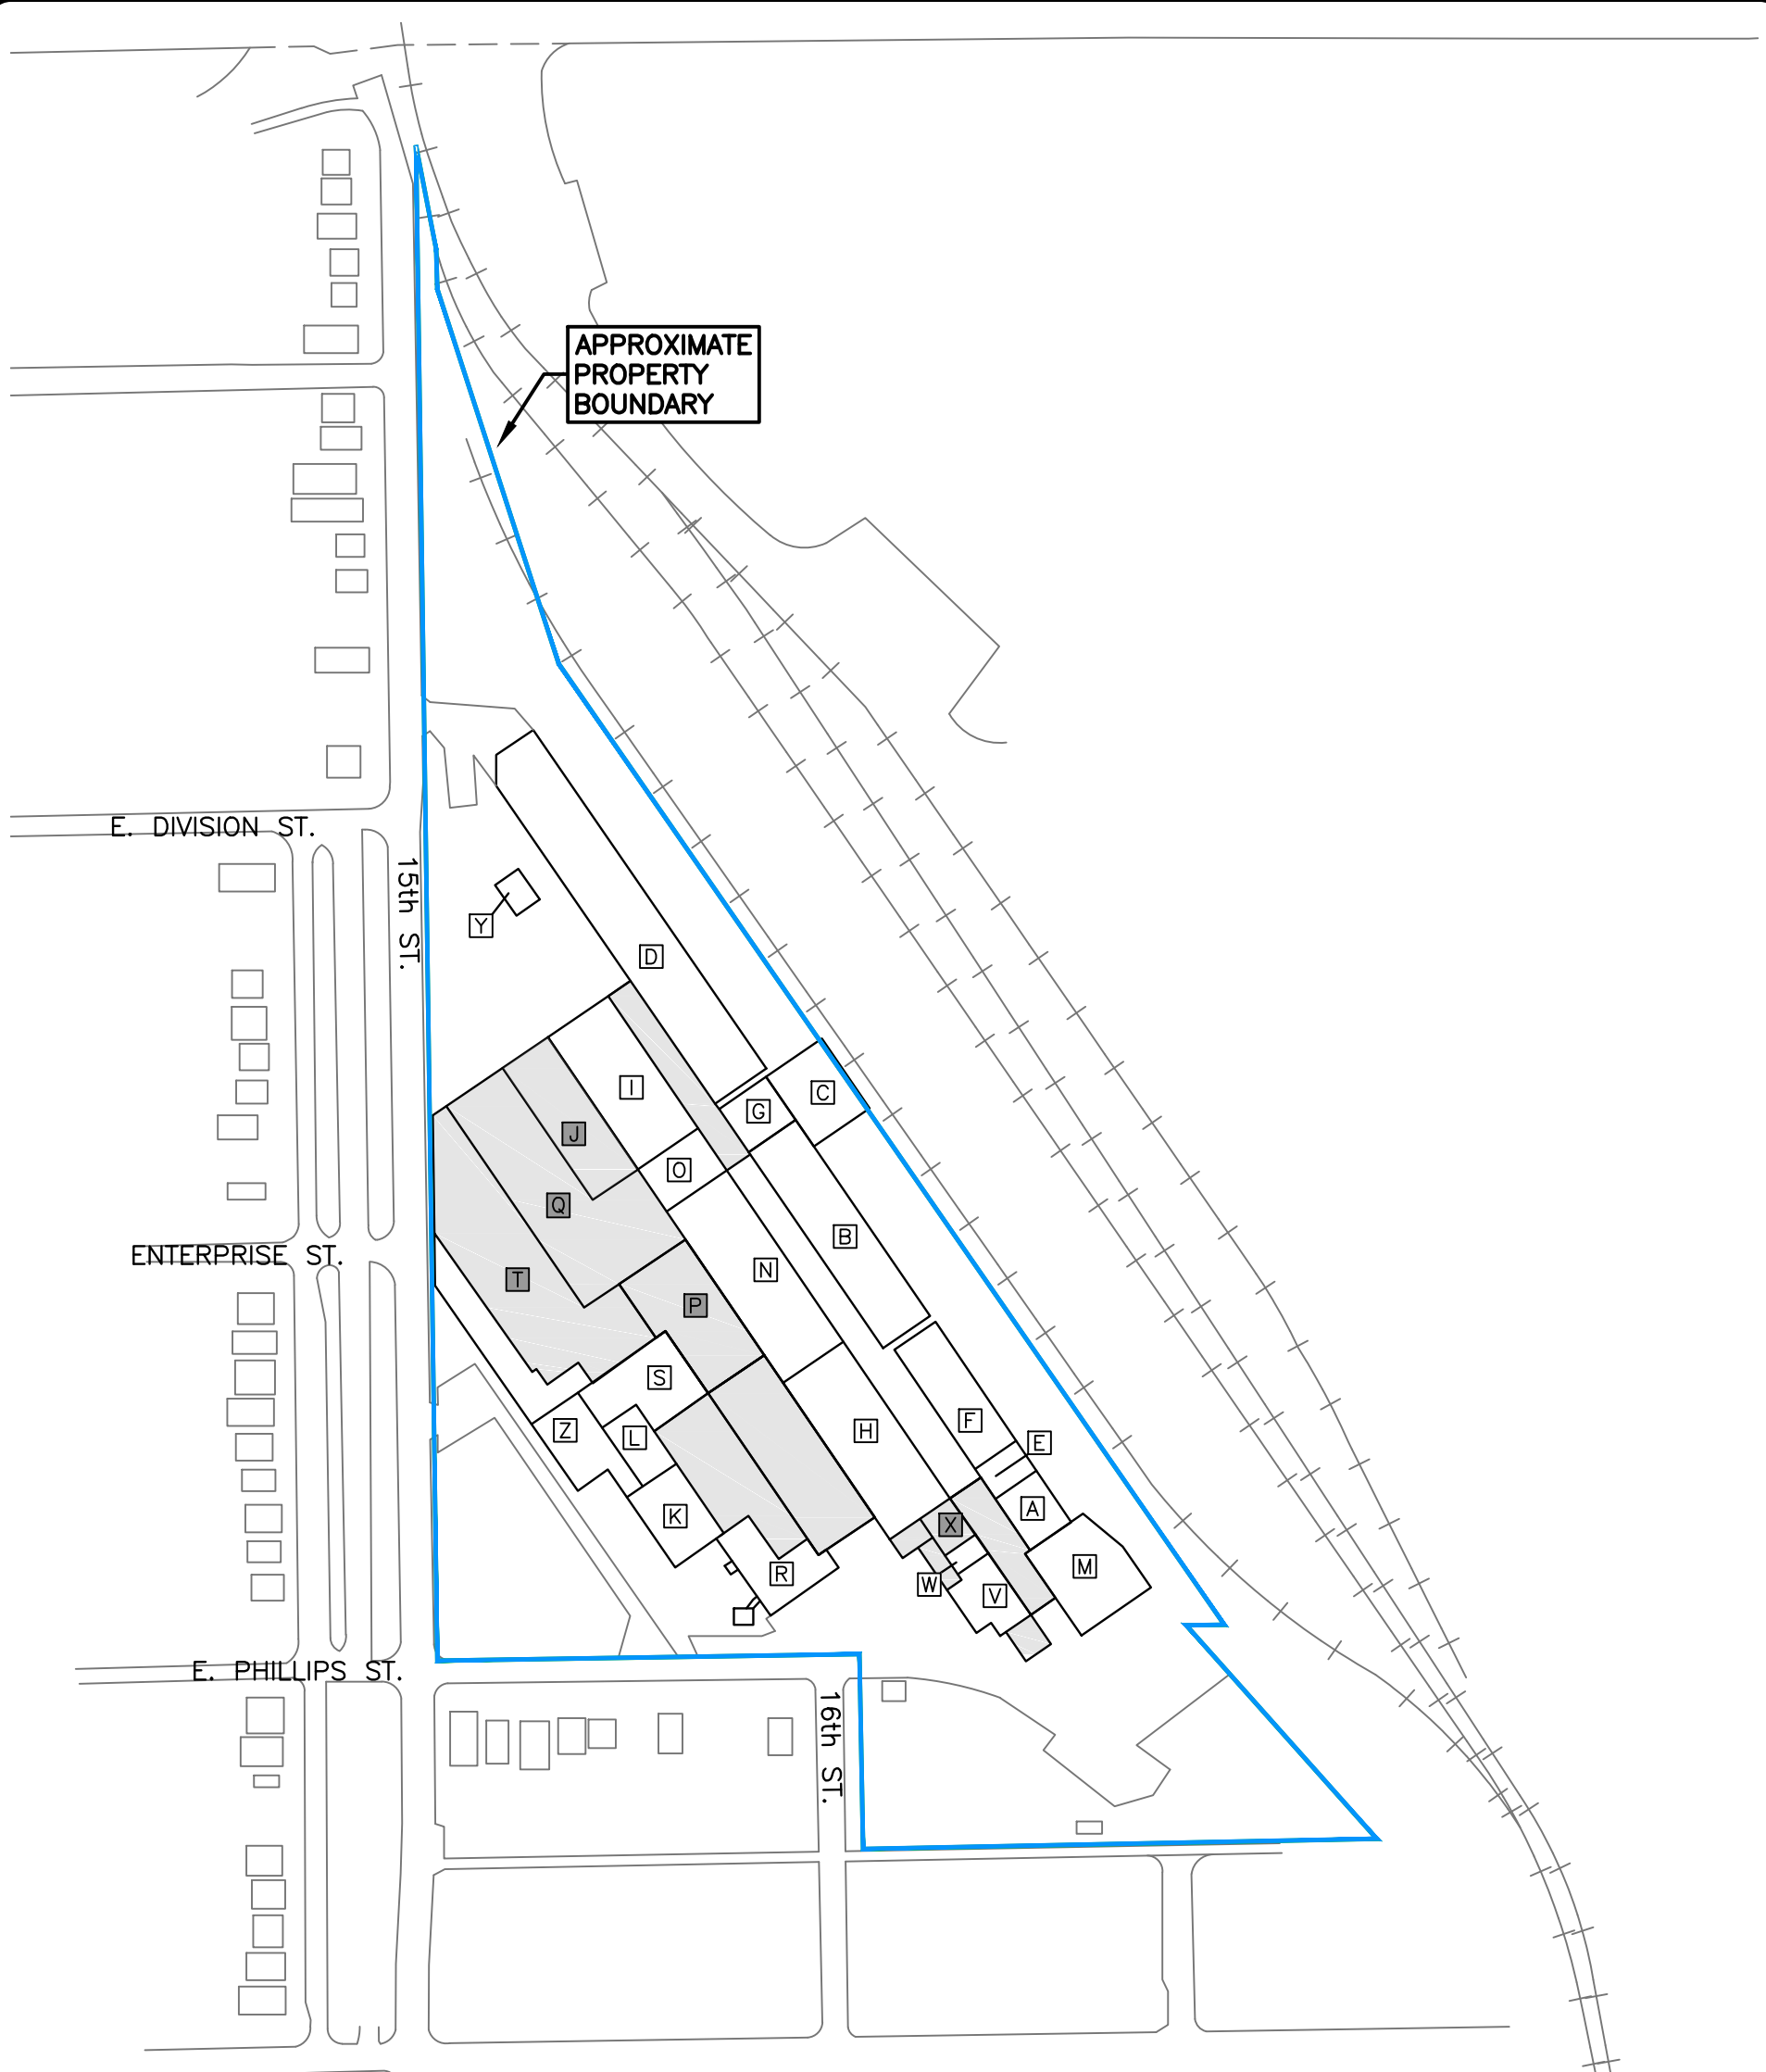 APPROXIMATE
PROPERTY
BOUNDARY
E. DIVISION ST.
15th ST.
Y
D
I
C
G
J
O
Q
B
N
ENTERPRISE ST.
T
P
S
F
Z
L
H
E
A
K
X
M
R
W
V
E. PHILLIPS ST.
16th ST.